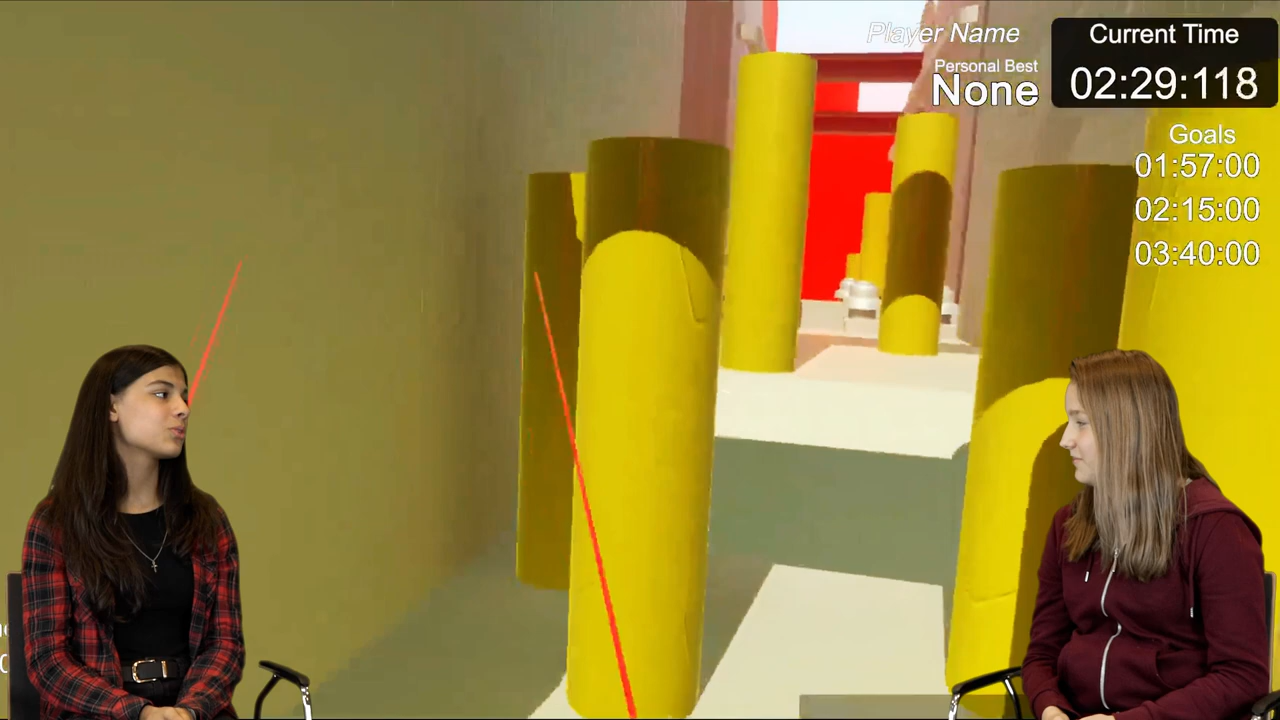 Player Name
Personal Best
None
Current Time
02:29:118
Goals
01:57:00
02:15:00
03:40:00